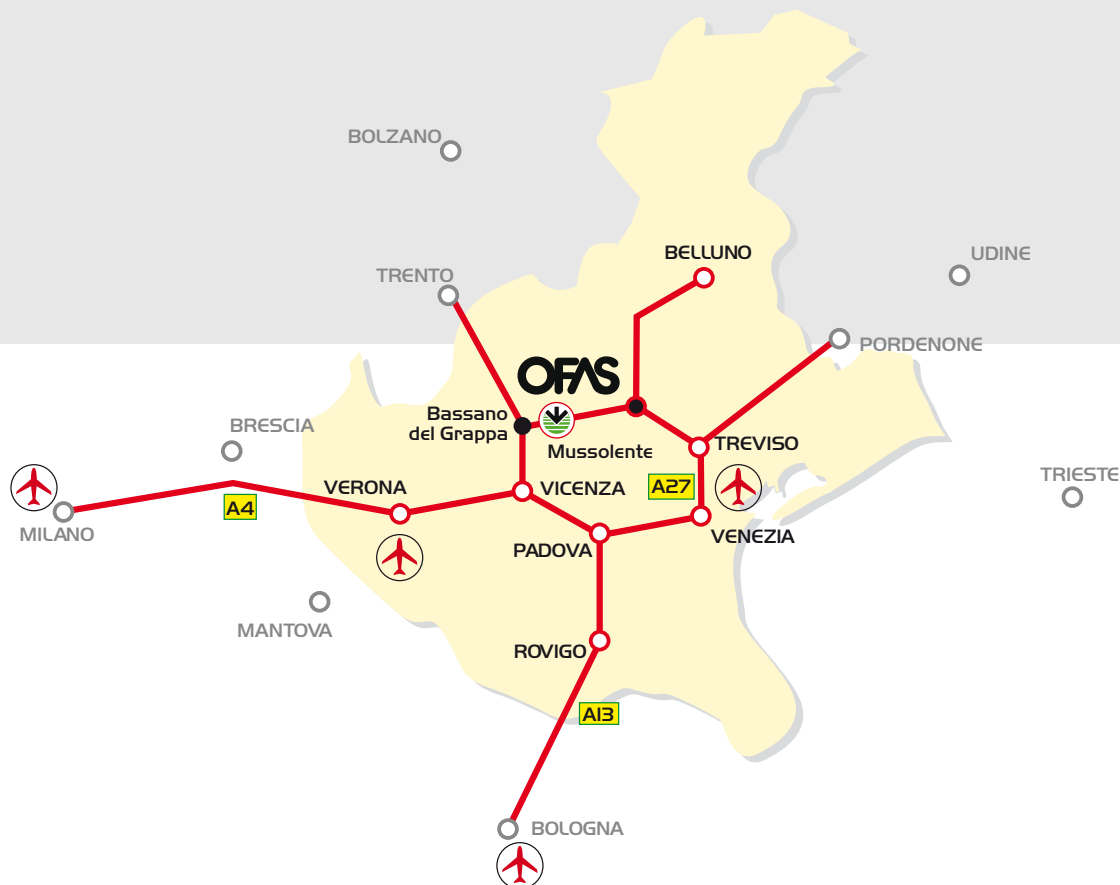 BOLZANO
BELLUNO
UDINE
TRENTO
PORDENONE
OFAS
Bassano
del Grappa
Mussolente
BRESCIA
TREVISO
TRIESTE
VERONA
VICENZA
A27
A4
MILANO
VENEZIA
PADOVA
MANTOVA
ROVIGO
A13
BOLOGNA